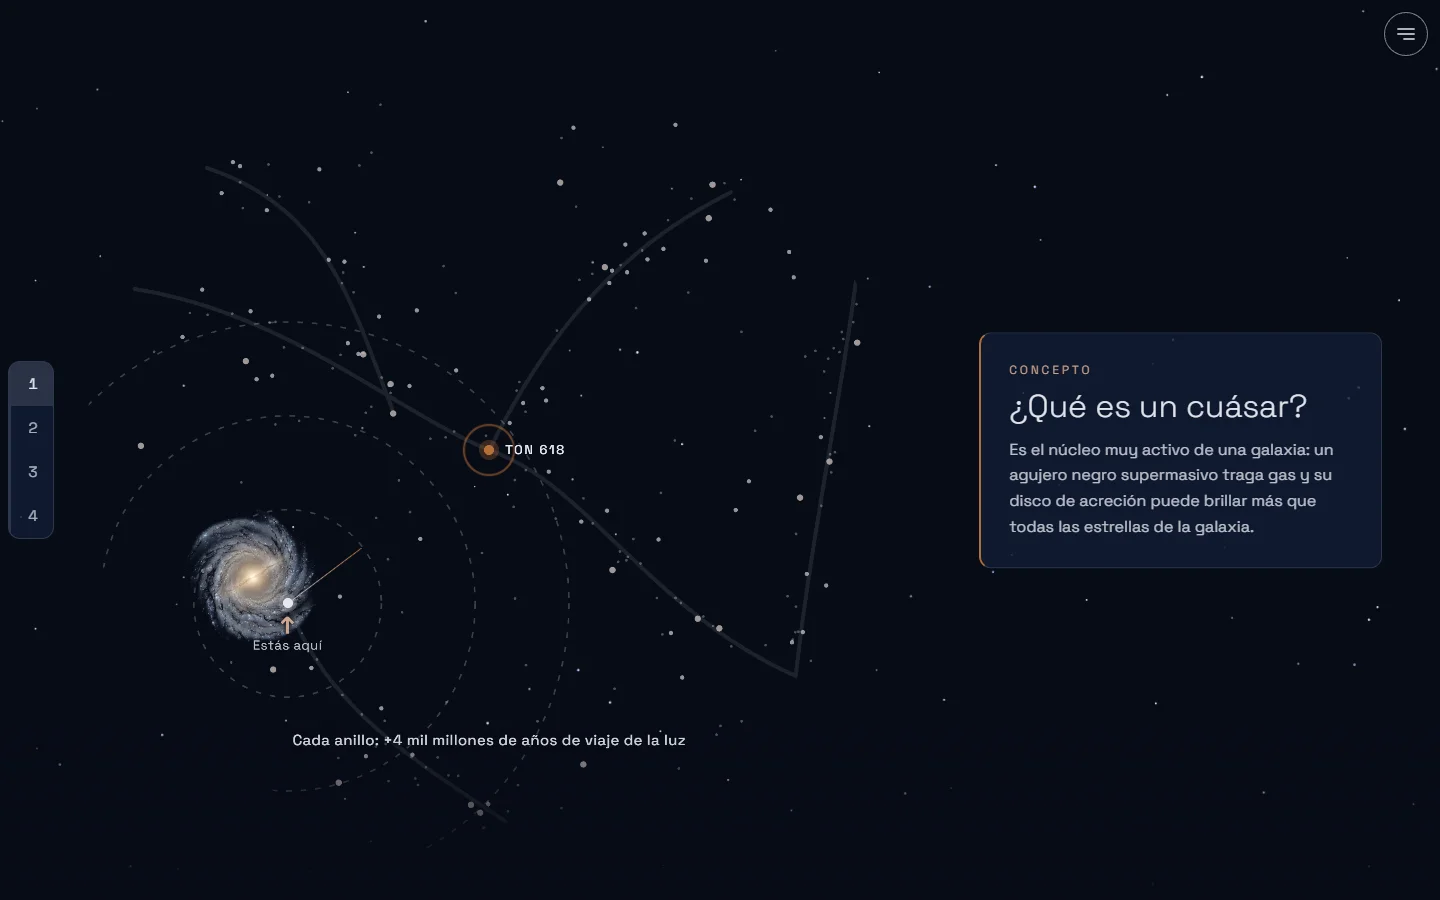 1
2
3
4
TON 618
Estás aquí
Cada anillo: +4 mil millones de años de viaje de la luz
CONCEPTO
¿Qué es un cuásar?
Es el núcleo muy activo de una galaxia: un
agujero negro supermasivo traga gas y su
disco de acreción puede brillar más que
todas las estrellas de la galaxia.